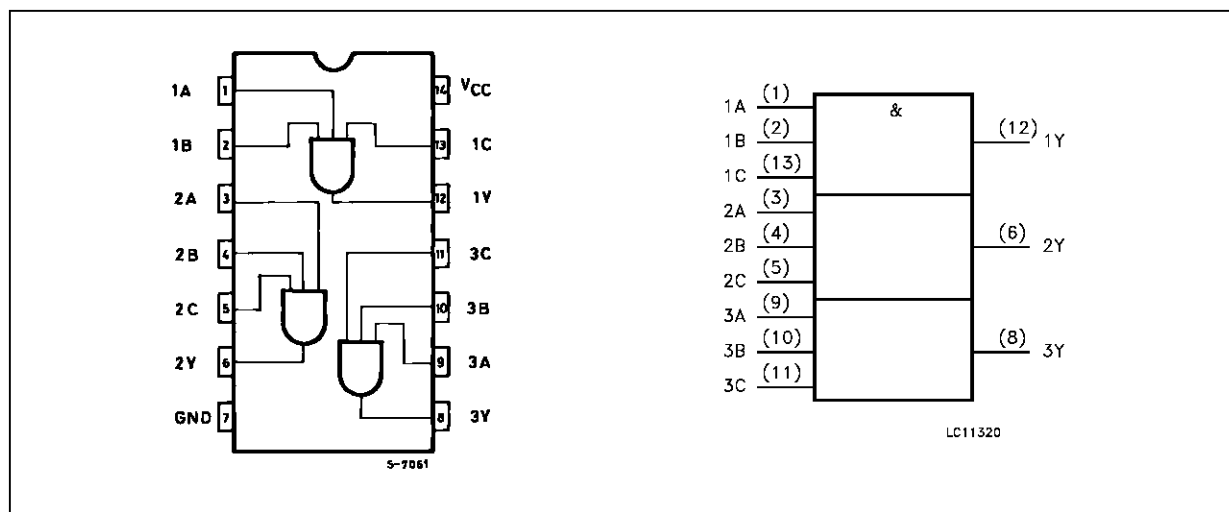 1A 1 14 VCC
1B 2 13 1C
2A 3 12 1Y
2B 4 11 3C
2C 5 10 3B
2Y 6 9 3A
GND 7 8 3Y
S-7061
&
1A (1)
1B (2)
1C (13)
2A (3)
2B (4)
2C (5)
3A (9)
3B (10)
3C (11)
(12) 1Y
(6) 2Y
(8) 3Y
LC11320